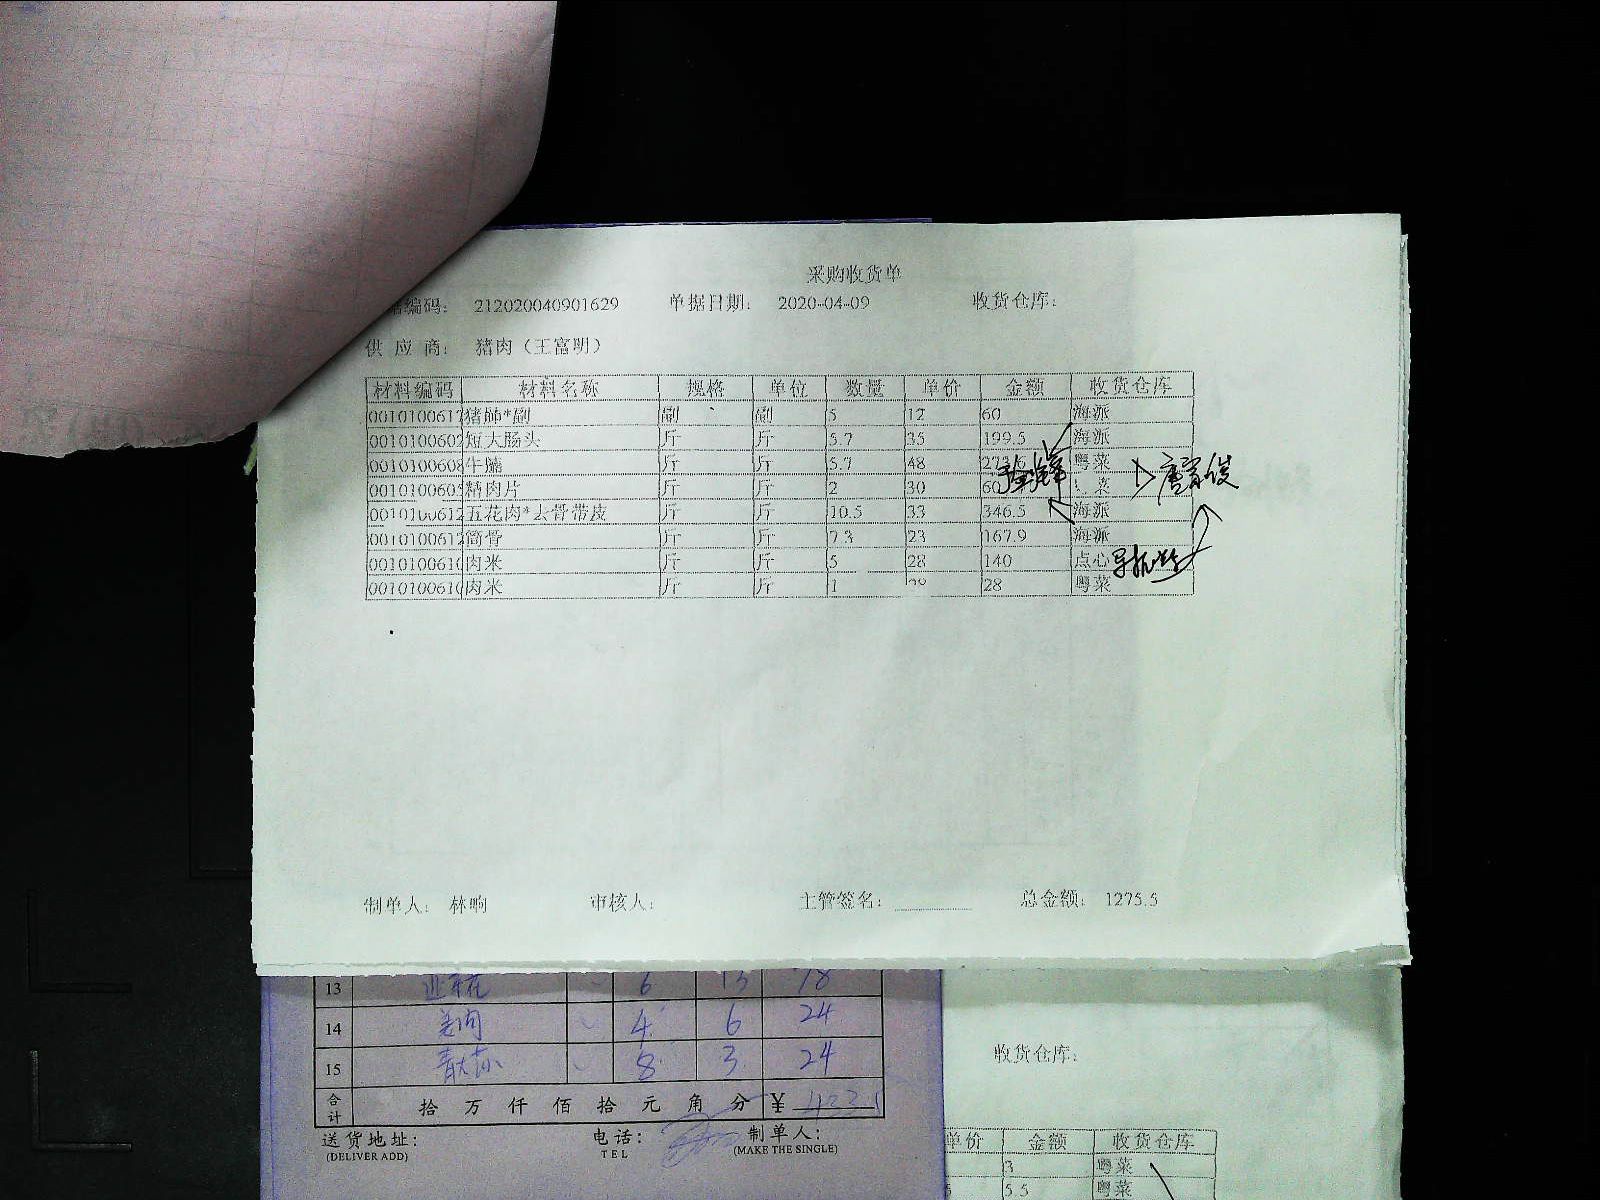 采购收货单
编码： 212020040901629 单据日期： 2020-04-09 收货仓库：
供 应 商： 猪肉（王富明）
材料编码 材料名称 规格 单位 数量 单价 金额 收货仓库
猪肺*副 副 副 5 12 60 海派
短大肠头 斤 斤 5.7 35 199.5 海派
牛腩 斤 斤 5.7 48 粤菜
精肉片 斤 斤 2 30 60 菜
五花肉*去骨带皮 斤 斤 10.5 33 346.5 海派
筒骨 斤 斤 7.3 23 167.9 海派
肉米 斤 斤 5 28 140 点心
肉米 斤 斤 1 28 粤菜
制单人： 林响 审核人： 主管签名： 总金额： 1275.5
13 6 13 78
14 4 6 24
15 8 3 24
合计 拾 万 仟 佰 拾 元 角 分 ¥
送货地址： 电话： 制单人：
(DELIVER ADD) TEL (MAKE THE SINGLE)
收货仓库：
单价 金额 收货仓库
3 粤菜
5.5 粤菜